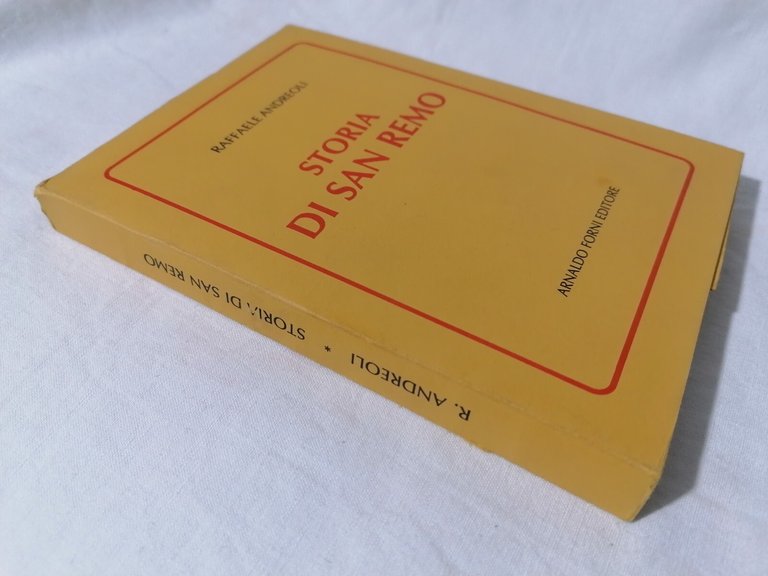 RAFFAELE ANDREOLI
STORIA
DI SAN REMO
ARNALDO FORNI EDITORE
R. ANDREOLI * STORIA DI SAN REMO